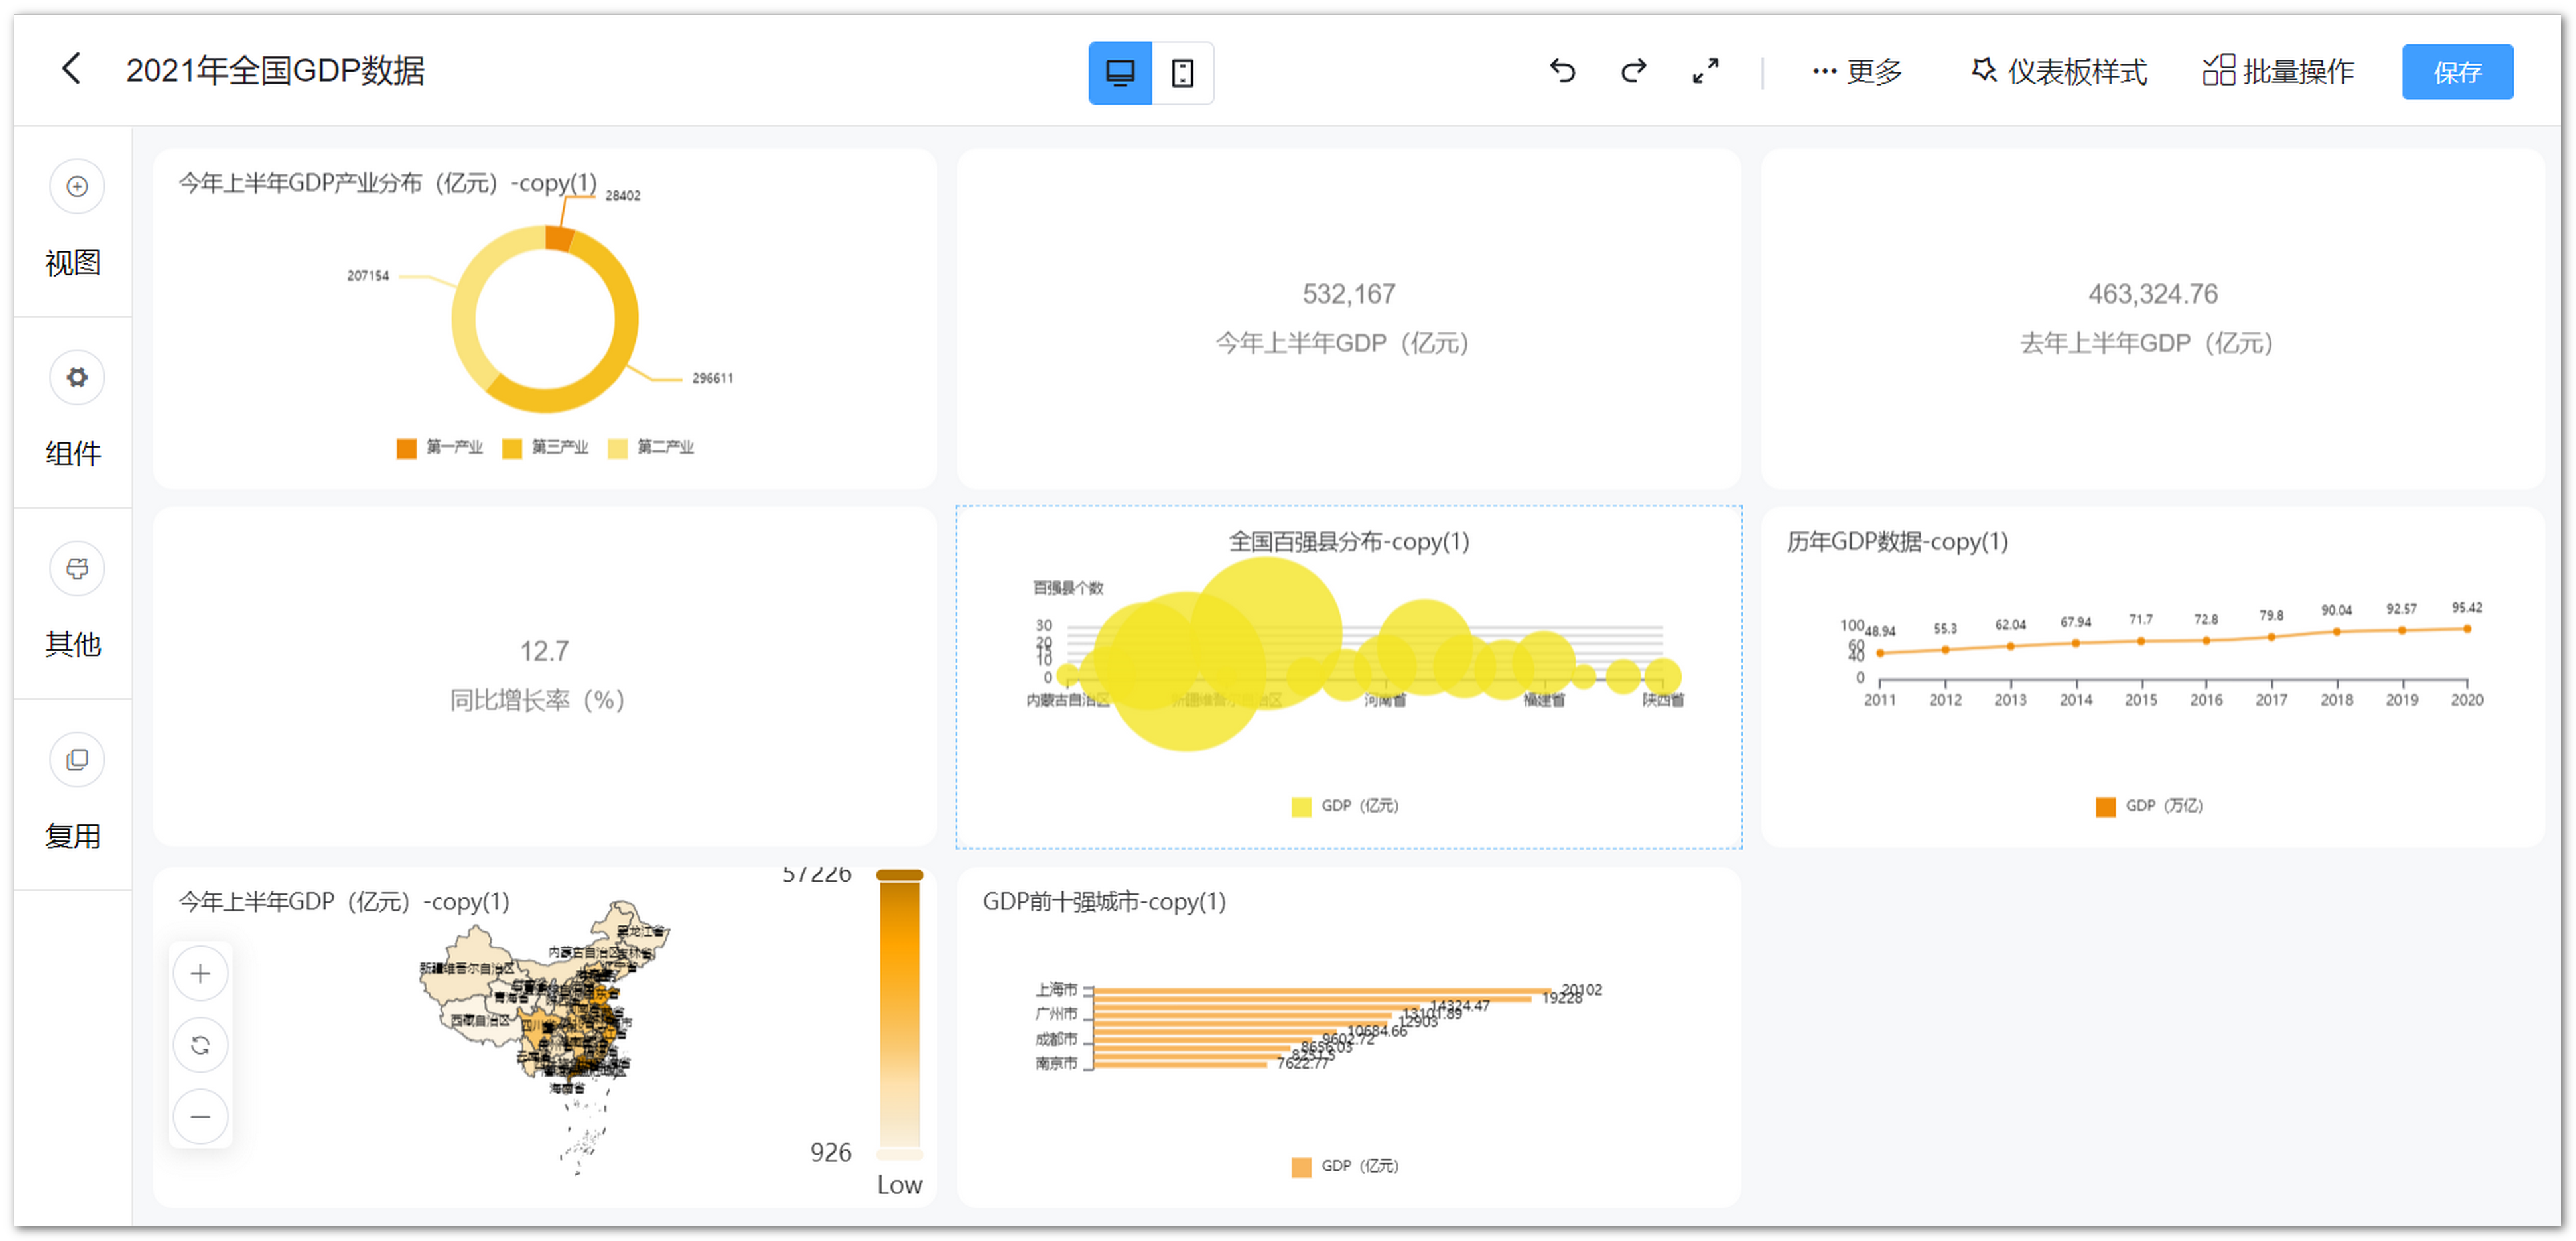 2021年全国GDP数据
更多
仪表板样式
批量操作
保存
视图
组件
其他
复用
今年上半年GDP产业分布（亿元）-copy(1)
28402
207154
296611
第一产业 第三产业 第二产业
532,167
今年上半年GDP（亿元）
463,324.76
去年上半年GDP（亿元）
12.7
同比增长率（%）
全国百强县分布-copy(1)
百强县个数
30
20
15
10
0
内蒙古自治区 新疆维吾尔自治区 河南省 福建省 陕西省
GDP（亿元）
历年GDP数据-copy(1)
100
60
40
0
48.94 55.3 62.04 67.94 71.7 72.8 79.8 90.04 92.57 95.42
2011 2012 2013 2014 2015 2016 2017 2018 2019 2020
GDP（万亿）
今年上半年GDP（亿元）-copy(1)
57226
926
Low
黑龙江省
内蒙古自治区
吉林省
新疆维吾尔自治区
青海省
西藏自治区
四川省
海南省
GDP前十强城市-copy(1)
上海市
广州市
成都市
南京市
20102
19228
14324.47
13101.89
12903
10684.66
9602.72
8656.03
8251.5
7622.77
GDP（亿元）